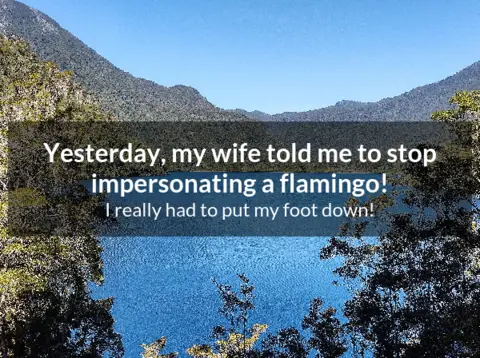 Yesterday, my wife told me to stop
impersonating a flamingo!
I really had to put my foot down!